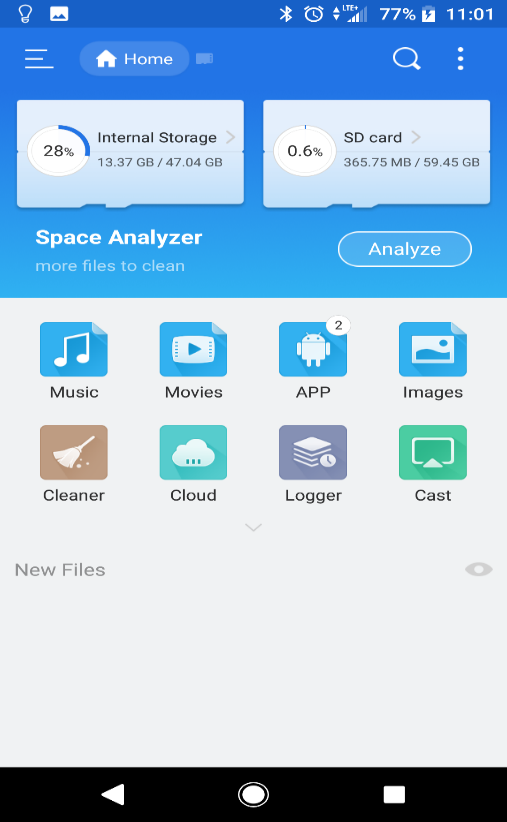 LTE+ 77% 11:01
Home
28% Internal Storage
13.37 GB / 47.04 GB
0.6% SD card
365.75 MB / 59.45 GB
Space Analyzer
more files to clean
Analyze
2
Music Movies APP Images
Cleaner Cloud Logger Cast
New Files